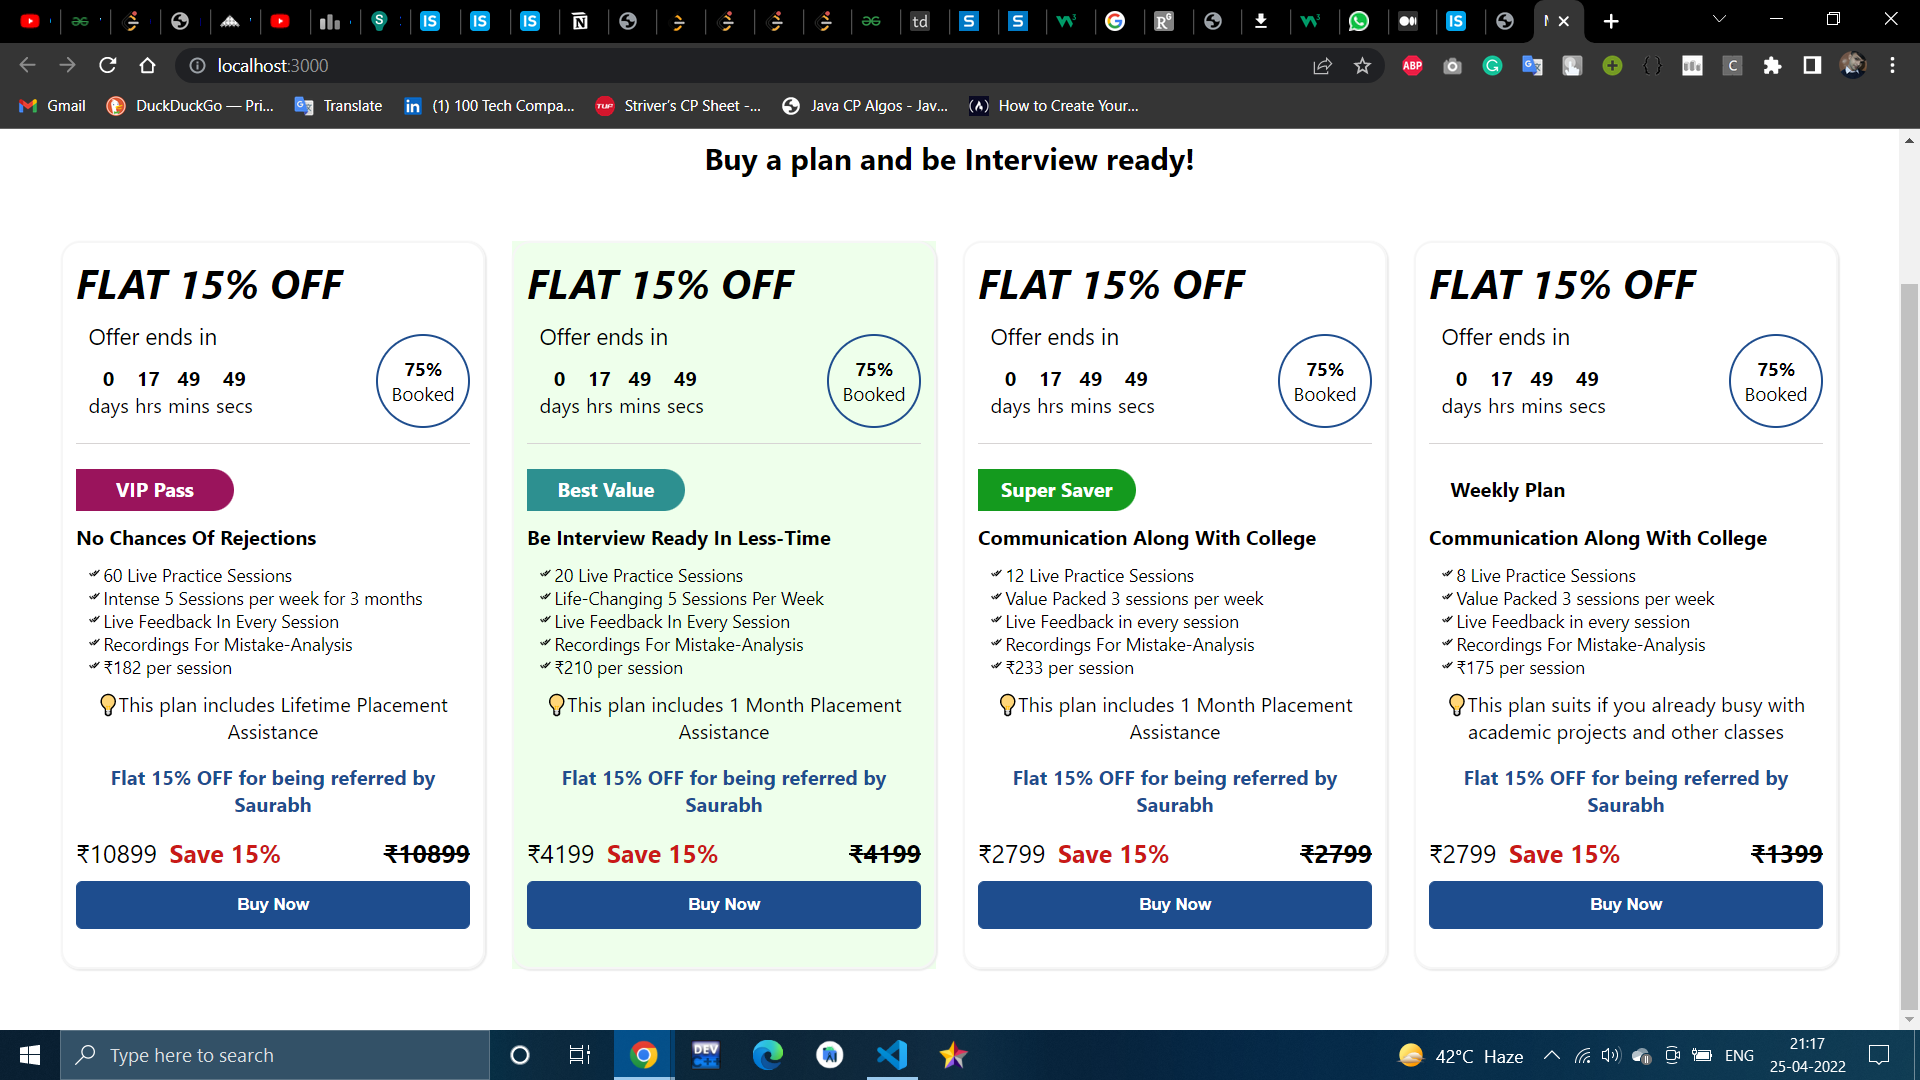 localhost:3000
Gmail
DuckDuckGo — Pri...
Translate
(1) 100 Tech Compa...
Striver's CP Sheet -...
Java CP Algos - Jav...
How to Create Your...
Buy a plan and be Interview ready!
FLAT 15% OFF
Offer ends in
0 17 49 49
days hrs mins secs
75%
Booked
VIP Pass
No Chances Of Rejections
60 Live Practice Sessions
Intense 5 Sessions per week for 3 months
Live Feedback In Every Session
Recordings For Mistake-Analysis
₹182 per session
This plan includes Lifetime Placement
Assistance
Flat 15% OFF for being referred by
Saurabh
₹10899 Save 15% ₹10899
Buy Now
FLAT 15% OFF
Offer ends in
0 17 49 49
days hrs mins secs
75%
Booked
Best Value
Be Interview Ready In Less-Time
20 Live Practice Sessions
Life-Changing 5 Sessions Per Week
Live Feedback In Every Session
Recordings For Mistake-Analysis
₹210 per session
This plan includes 1 Month Placement
Assistance
Flat 15% OFF for being referred by
Saurabh
₹4199 Save 15% ₹4199
Buy Now
FLAT 15% OFF
Offer ends in
0 17 49 49
days hrs mins secs
75%
Booked
Super Saver
Communication Along With College
12 Live Practice Sessions
Value Packed 3 sessions per week
Live Feedback in every session
Recordings For Mistake-Analysis
₹233 per session
This plan includes 1 Month Placement
Assistance
Flat 15% OFF for being referred by
Saurabh
₹2799 Save 15% ₹2799
Buy Now
FLAT 15% OFF
Offer ends in
0 17 49 49
days hrs mins secs
75%
Booked
Weekly Plan
Communication Along With College
8 Live Practice Sessions
Value Packed 3 sessions per week
Live Feedback in every session
Recordings For Mistake-Analysis
₹175 per session
This plan suits if you already busy with
academic projects and other classes
Flat 15% OFF for being referred by
Saurabh
₹2799 Save 15% ₹1399
Buy Now
Type here to search
42°C Haze
ENG
21:17
25-04-2022